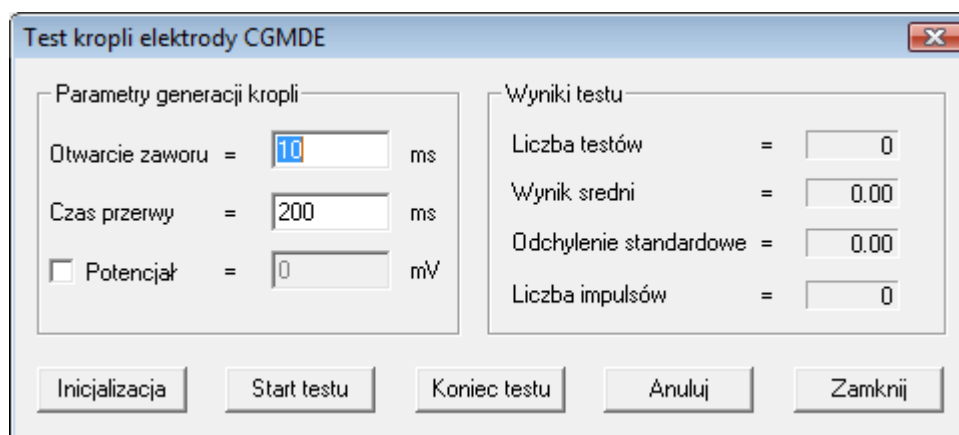 Test kropli elektrody CGMDE
Parametry generacji kropli
Otwarcie zaworu = 10 ms
Czas przerwy = 200 ms
Potencjał = 0 mV
Wyniki testu
Liczba testów = 0
Wynik sredni = 0.00
Odchylenie standardowe = 0.00
Liczba impulsów = 0
Inicjalizacja Start testu Koniec testu Anuluj Zamknij